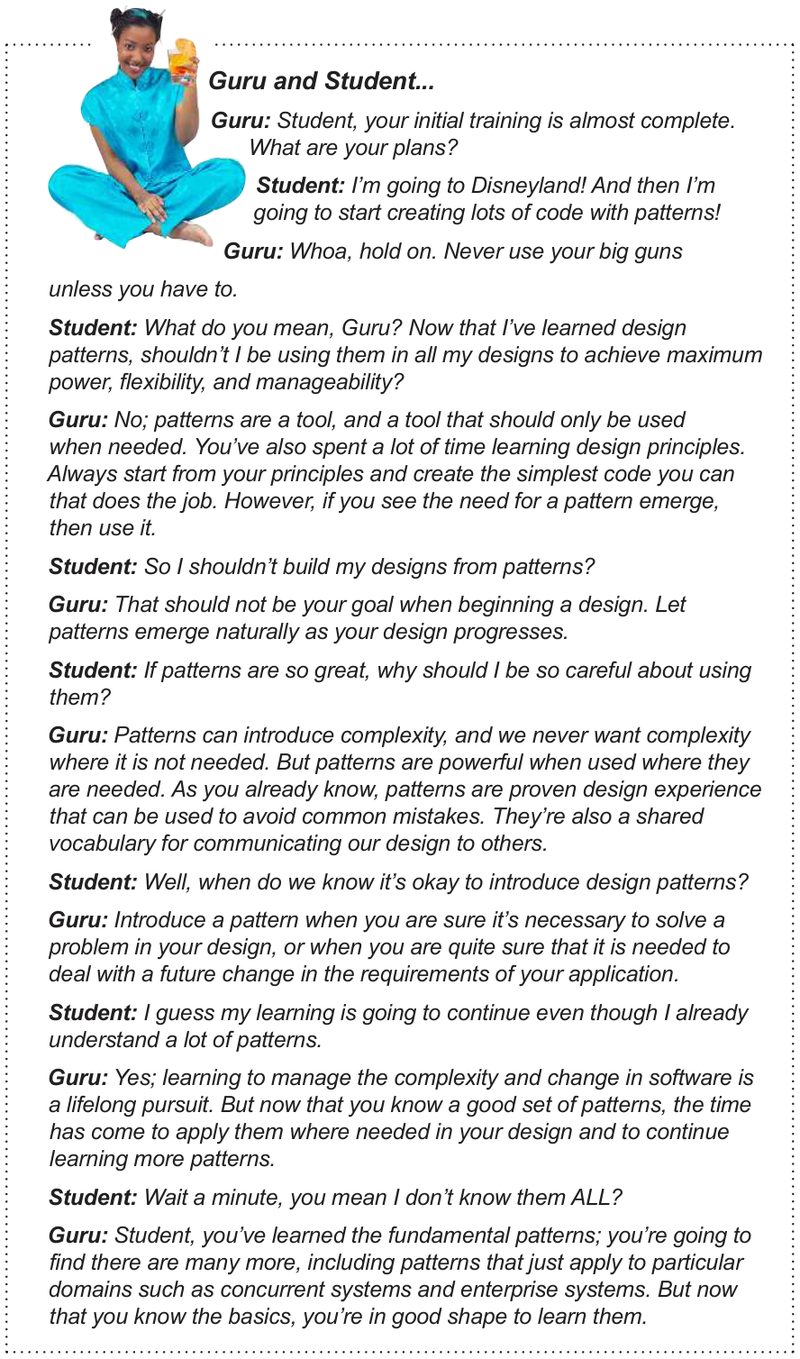 Guru and Student...
Guru: Student, your initial training is almost complete.
What are your plans?
Student: I’m going to Disneyland! And then I’m
going to start creating lots of code with patterns!
Guru: Whoa, hold on. Never use your big guns
unless you have to.
Student: What do you mean, Guru? Now that I’ve learned design
patterns, shouldn’t I be using them in all my designs to achieve maximum
power, flexibility, and manageability?
Guru: No; patterns are a tool, and a tool that should only be used
when needed. You’ve also spent a lot of time learning design principles.
Always start from your principles and create the simplest code you can
that does the job. However, if you see the need for a pattern emerge,
then use it.
Student: So I shouldn’t build my designs from patterns?
Guru: That should not be your goal when beginning a design. Let
patterns emerge naturally as your design progresses.
Student: If patterns are so great, why should I be so careful about using
them?
Guru: Patterns can introduce complexity, and we never want complexity
where it is not needed. But patterns are powerful when used where they
are needed. As you already know, patterns are proven design experience
that can be used to avoid common mistakes. They’re also a shared
vocabulary for communicating our design to others.
Student: Well, when do we know it’s okay to introduce design patterns?
Guru: Introduce a pattern when you are sure it’s necessary to solve a
problem in your design, or when you are quite sure that it is needed to
deal with a future change in the requirements of your application.
Student: I guess my learning is going to continue even though I already
understand a lot of patterns.
Guru: Yes; learning to manage the complexity and change in software is
a lifelong pursuit. But now that you know a good set of patterns, the time
has come to apply them where needed in your design and to continue
learning more patterns.
Student: Wait a minute, you mean I don’t know them ALL?
Guru: Student, you’ve learned the fundamental patterns; you’re going to
find there are many more, including patterns that just apply to particular
domains such as concurrent systems and enterprise systems. But now
that you know the basics, you’re in good shape to learn them.